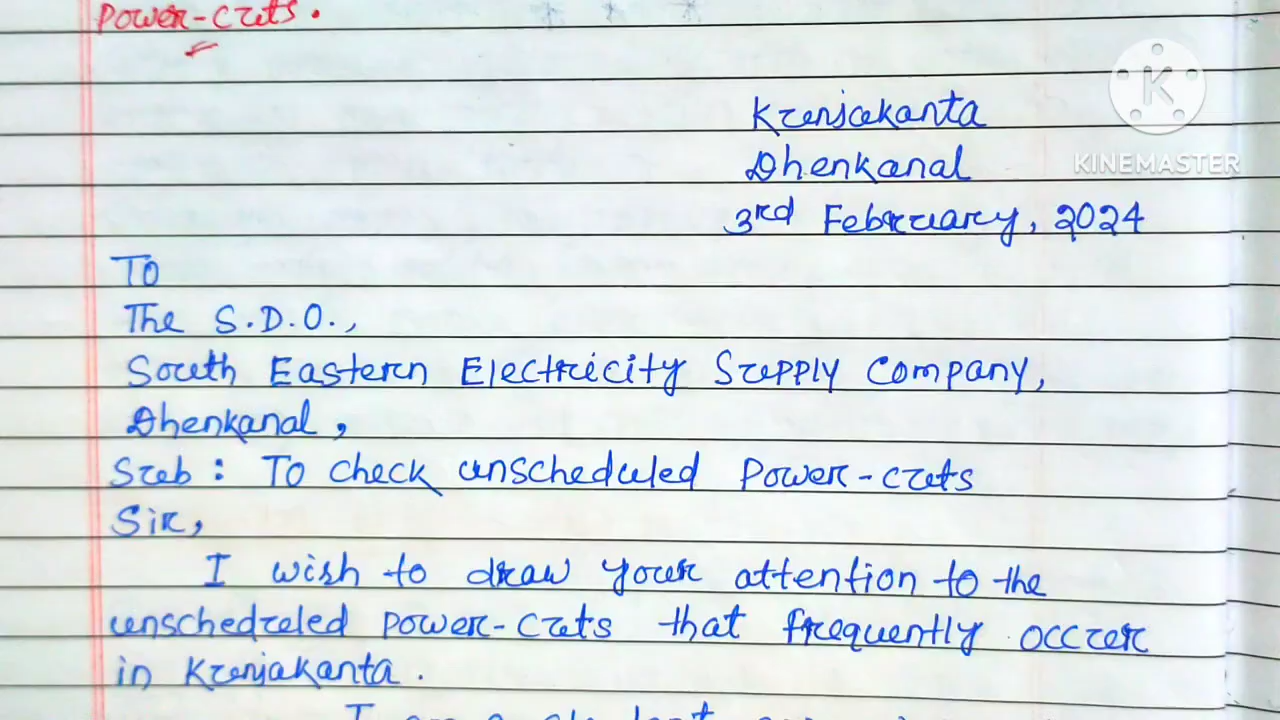 Power-cuts.
Kunjakanta
Dhenkanal
3rd February, 2024
KINEMASTER
To
The S.D.O.,
South Eastern Electricity Supply Company,
Dhenkanal,
Sub : To check unscheduled Power-cuts
Sir,
I wish to draw your attention to the
unscheduled power-cuts that frequently occur
in Kunjakanta.
I am a student